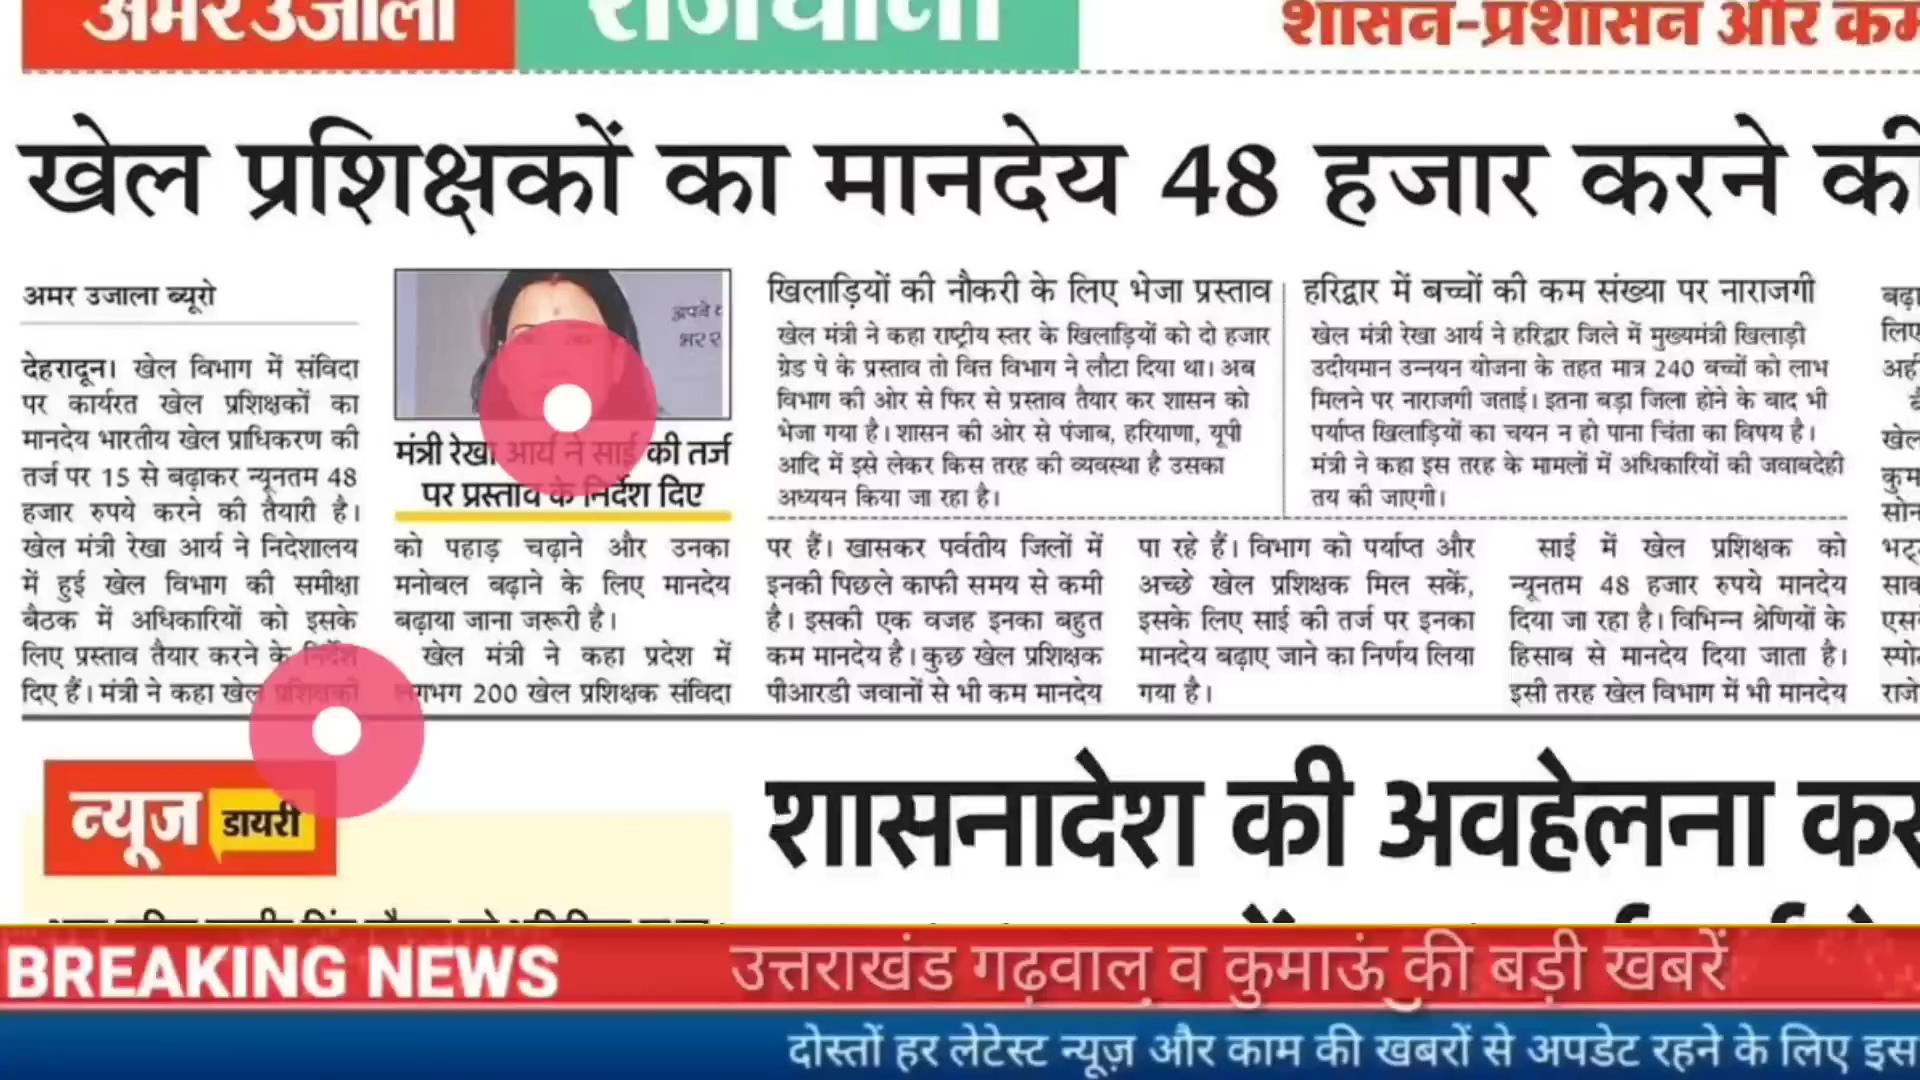 अमर उजाला
राजधानी
शासन-प्रशासन और
खेल प्रशिक्षकों का मानदेय 48 हजार करने की
अमर उजाला ब्यूरो
देहरादून। खेल विभाग में संविदा
पर कार्यरत खेल प्रशिक्षकों का
मानदेय भारतीय खेल प्राधिकरण की
तर्ज पर 15 से बढ़ाकर न्यूनतम 48
हजार रुपये करने की तैयारी है।
खेल मंत्री रेखा आर्य ने निदेशालय
में हुई खेल विभाग की समीक्षा
बैठक में अधिकारियों को इसके
लिए प्रस्ताव तैयार करने के निर्देश
दिए हैं। मंत्री ने कहा खेल प्रशिक्षकों
अपने
मंत्री रेखा आर्य ने साई की तर्ज
पर प्रस्ताव के निर्देश दिए
को पहाड़ चढ़ाने और उनका
मनोबल बढ़ाने के लिए मानदेय
बढ़ाया जाना जरूरी है।
खेल मंत्री ने कहा प्रदेश में
लगभग 200 खेल प्रशिक्षक संविदा
खिलाड़ियों की नौकरी के लिए भेजा प्रस्ताव
खेल मंत्री ने कहा राष्ट्रीय स्तर के खिलाड़ियों को दो हजार
ग्रेड पे के प्रस्ताव तो वित्त विभाग ने लौटा दिया था। अब
विभाग की ओर से फिर से प्रस्ताव तैयार कर शासन को
भेजा गया है। शासन की ओर से पंजाब, हरियाणा, यूपी
आदि में इसे लेकर किस तरह की व्यवस्था है उसका
अध्ययन किया जा रहा है।
हरिद्वार में बच्चों की कम संख्या पर नाराजगी
खेल मंत्री रेखा आर्य ने हरिद्वार जिले में मुख्यमंत्री खिलाड़ी
उदीयमान उन्नयन योजना के तहत मात्र 240 बच्चों को लाभ
मिलने पर नाराजगी जताई। इतना बड़ा जिला होने के बाद भी
पर्याप्त खिलाड़ियों का चयन न हो पाना चिंता का विषय है।
मंत्री ने कहा इस तरह के मामलों में अधिकारियों की जवाबदेही
तय की जाएगी।
पर हैं। खासकर पर्वतीय जिलों में
इनकी पिछले काफी समय से कमी
है। इसकी एक वजह इनका बहुत
कम मानदेय है। कुछ खेल प्रशिक्षक
पीआरडी जवानों से भी कम मानदेय
पा रहे हैं। विभाग को पर्याप्त और
अच्छे खेल प्रशिक्षक मिल सकें,
इसके लिए साई की तर्ज पर इनका
मानदेय बढ़ाए जाने का निर्णय लिया
गया है।
साई में खेल प्रशिक्षक को
न्यूनतम 48 हजार रुपये मानदेय
दिया जा रहा है। विभिन्न श्रेणियों के
हिसाब से मानदेय दिया जाता है।
इसी तरह खेल विभाग में भी मानदेय
न्यूज डायरी
शासनादेश की अवहेलना
BREAKING NEWS
उत्तराखंड गढ़वाल व कुमाऊं की बड़ी खबरें
दोस्तों हर लेटेस्ट न्यूज़ और काम की खबरों से अपडेट रहने के लिए इस